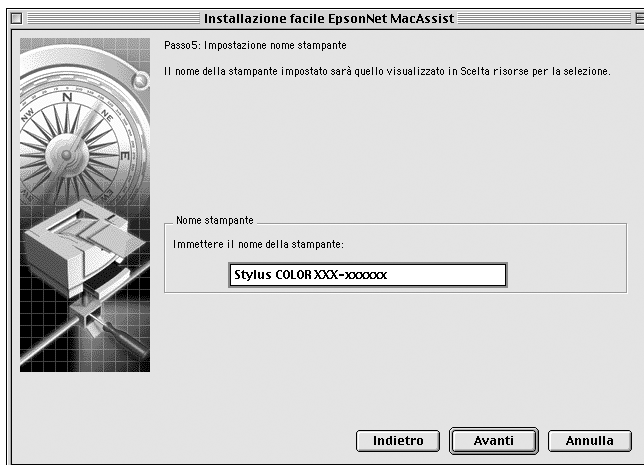 Installazione facile EpsonNet MacAssist
Passo5: Impostazione nome stampante
Il nome della stampante impostato sarà quello visualizzato in Scelta risorse per la selezione.
N
NE
E
Nome stampante
Immettere il nome della stampante:
Stylus COLOR XXX-xxxxxx
Indietro
Avanti
Annulla